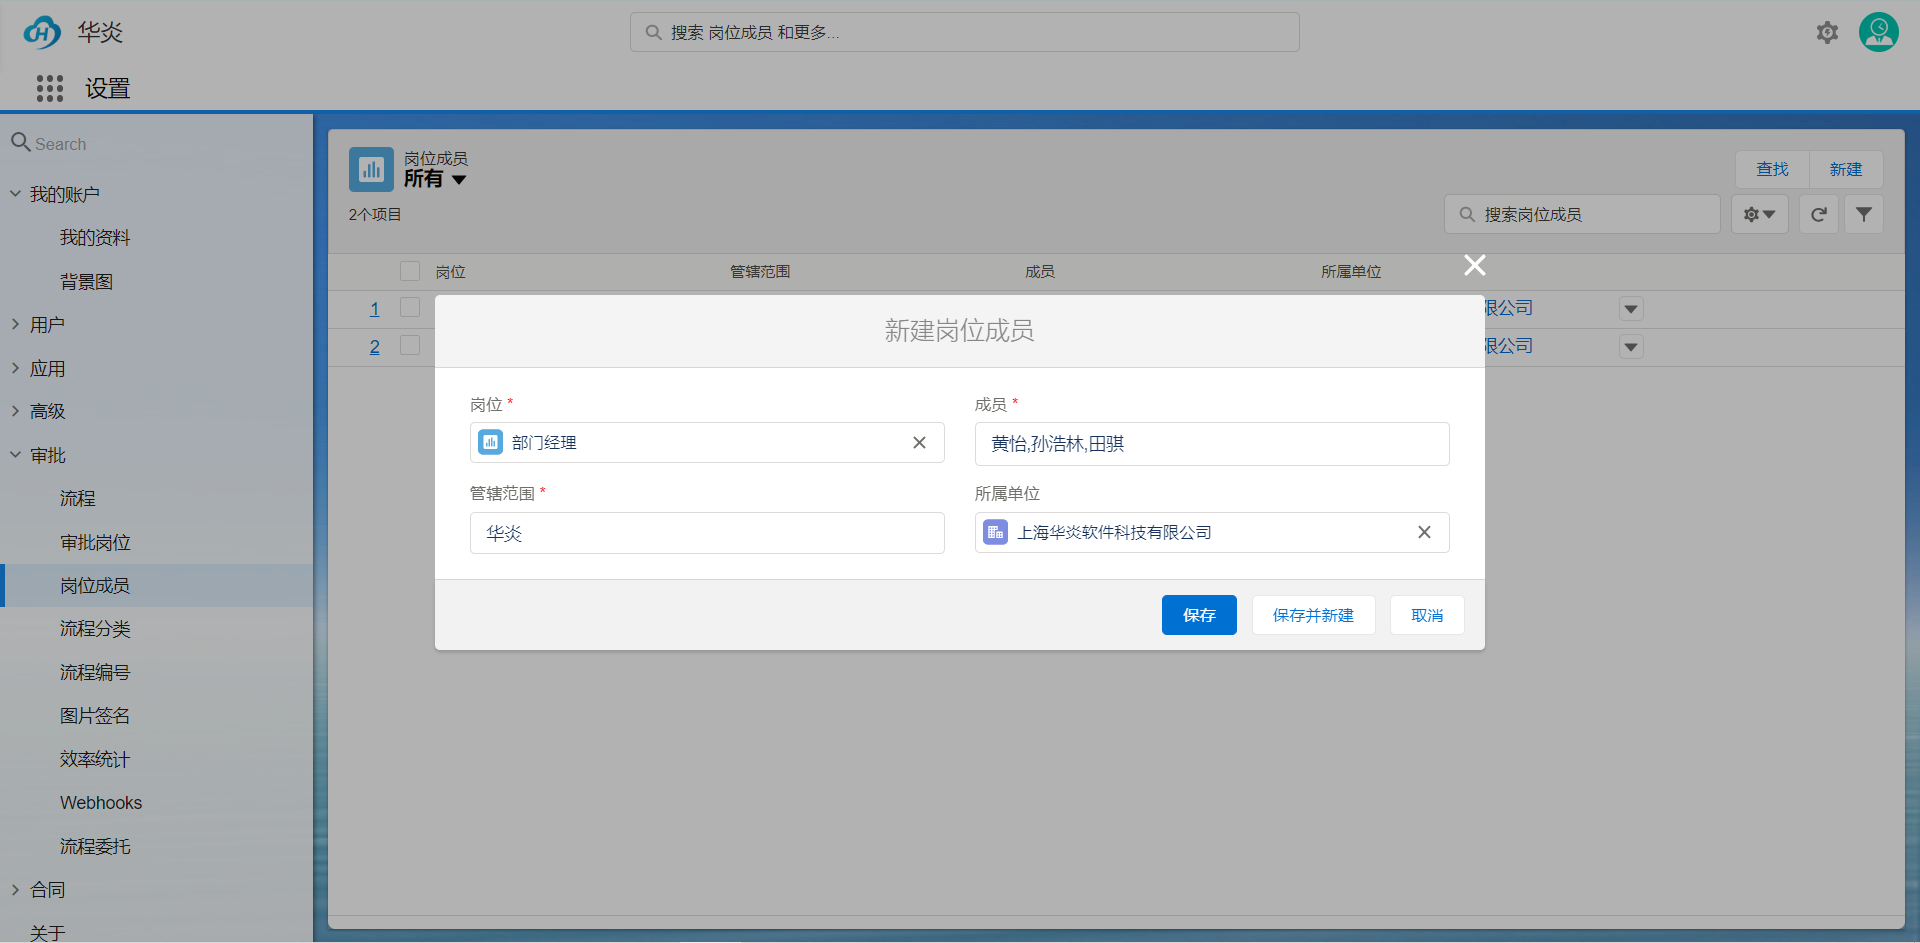 华炎
搜索 岗位成员 和更多...
设置
Search
我的账户
我的资料
背景图
用户
应用
高级
审批
流程
审批岗位
岗位成员
流程分类
流程编号
图片签名
效率统计
Webhooks
流程委托
合同
关于
岗位成员
所有
2个项目
查找
新建
搜索岗位成员
岗位 管辖范围 成员 所属单位
1 限公司
2 限公司
新建岗位成员
岗位 * 成员 *
部门经理 黄怡,孙浩林,田骐
管辖范围 * 所属单位
华炎 上海华炎软件科技有限公司
保存 保存并新建 取消